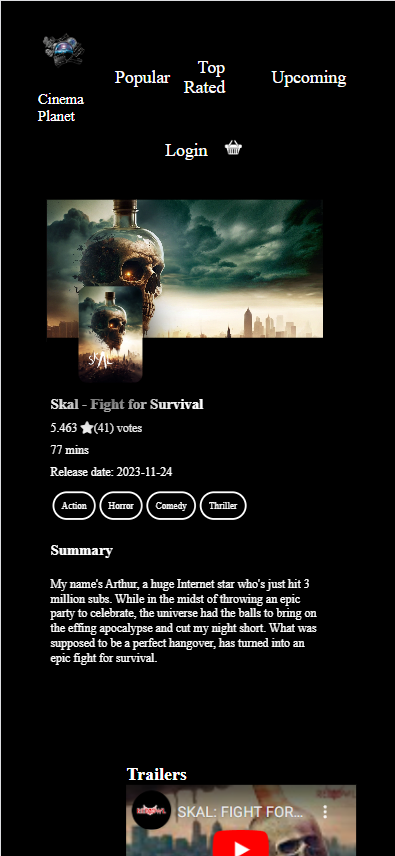 Cinema
Planet
Popular
Top
Rated
Upcoming
Login
SKAL
Skal - Fight for Survival
5.463 (41) votes
77 mins
Release date: 2023-11-24
Action Horror Comedy Thriller
Summary
My name's Arthur, a huge Internet star who's just hit 3
million subs. While in the midst of throwing an epic
party to celebrate, the universe had the balls to bring on
the effing apocalypse and cut my night short. What was
supposed to be a perfect hangover, has turned into an
epic fight for survival.
Trailers
SKAL: FIGHT FOR...